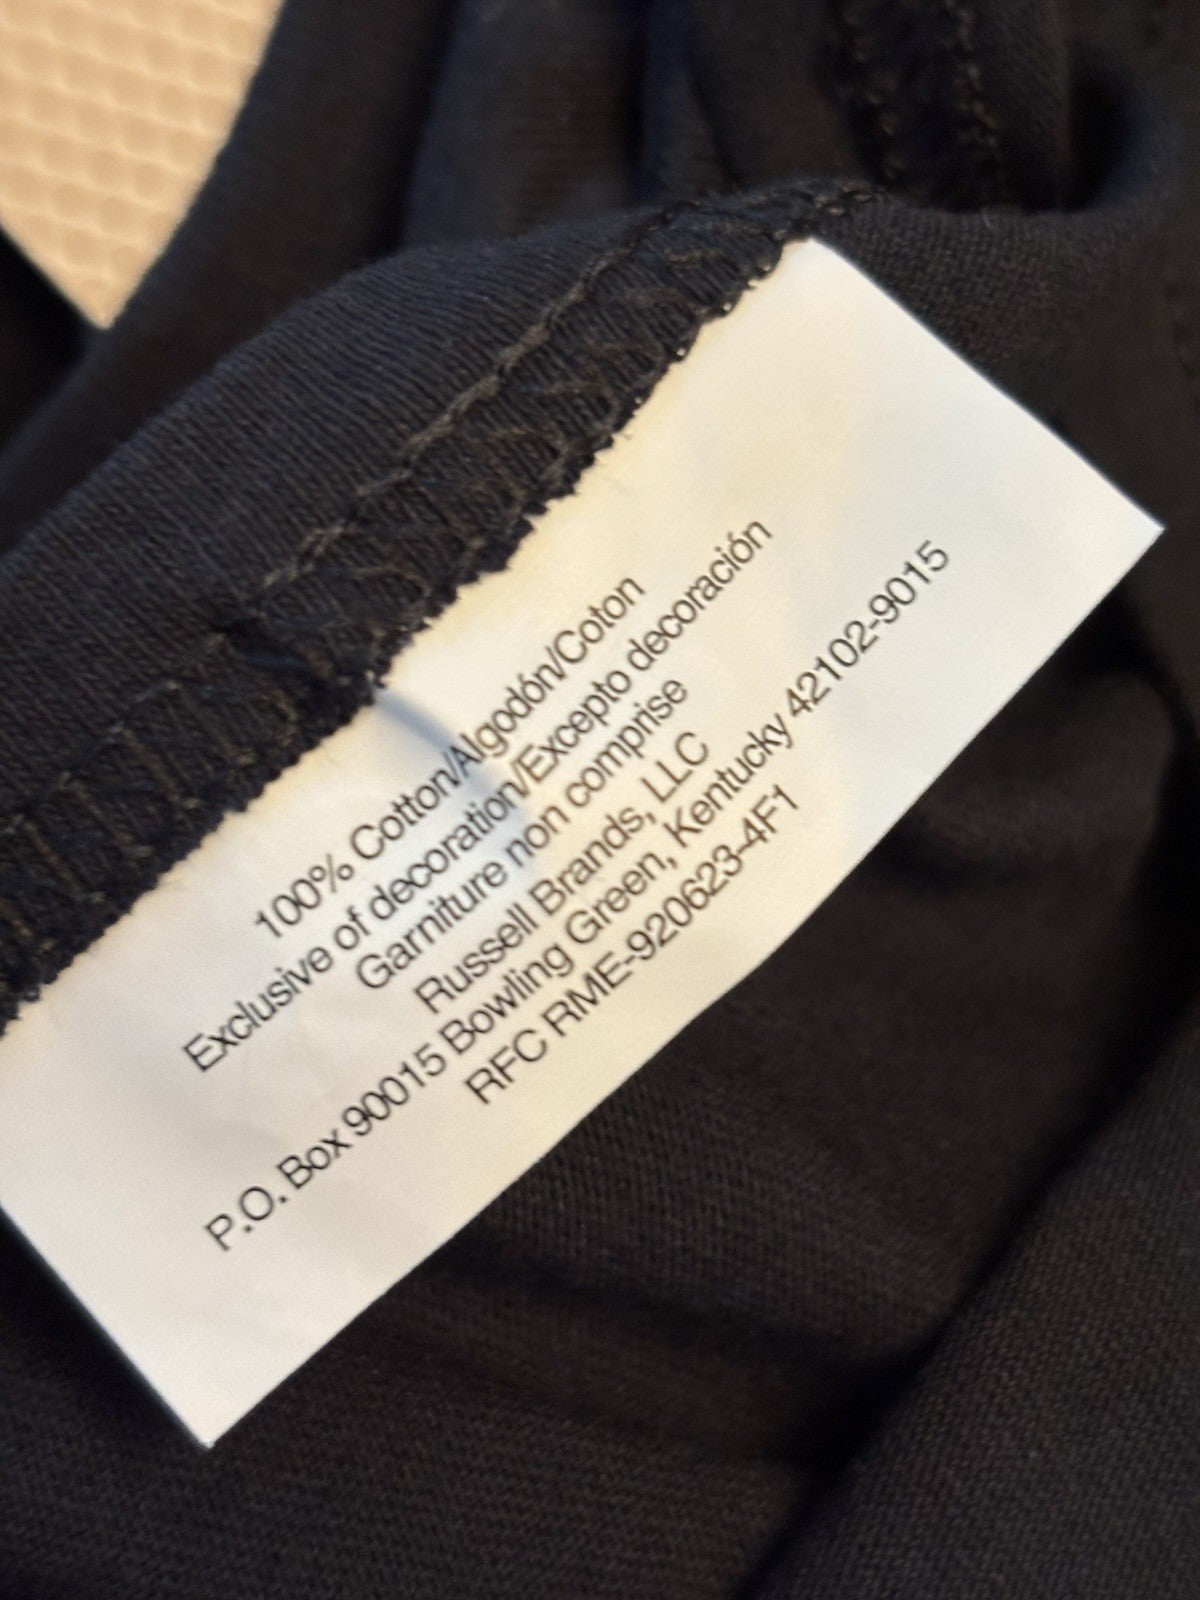 100% Cotton/Algodón/Coton
Exclusive of decoration/Excepto decoración
Garniture non comprise
Russell Brands, LLC
P.O. Box 90015 Bowling Green, Kentucky 42102-9015
RFC RME-920623-4F1